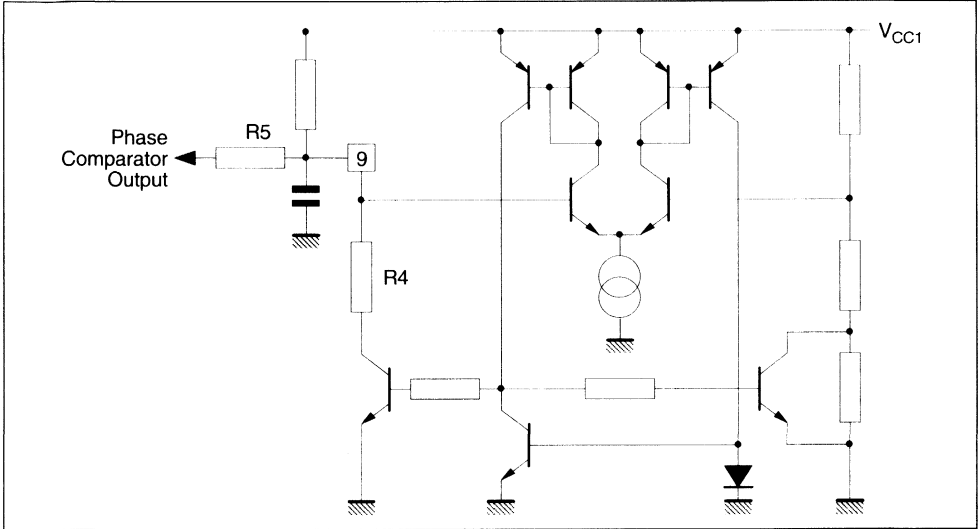 V_CC1
R5
Phase
Comparator
Output
9
R4